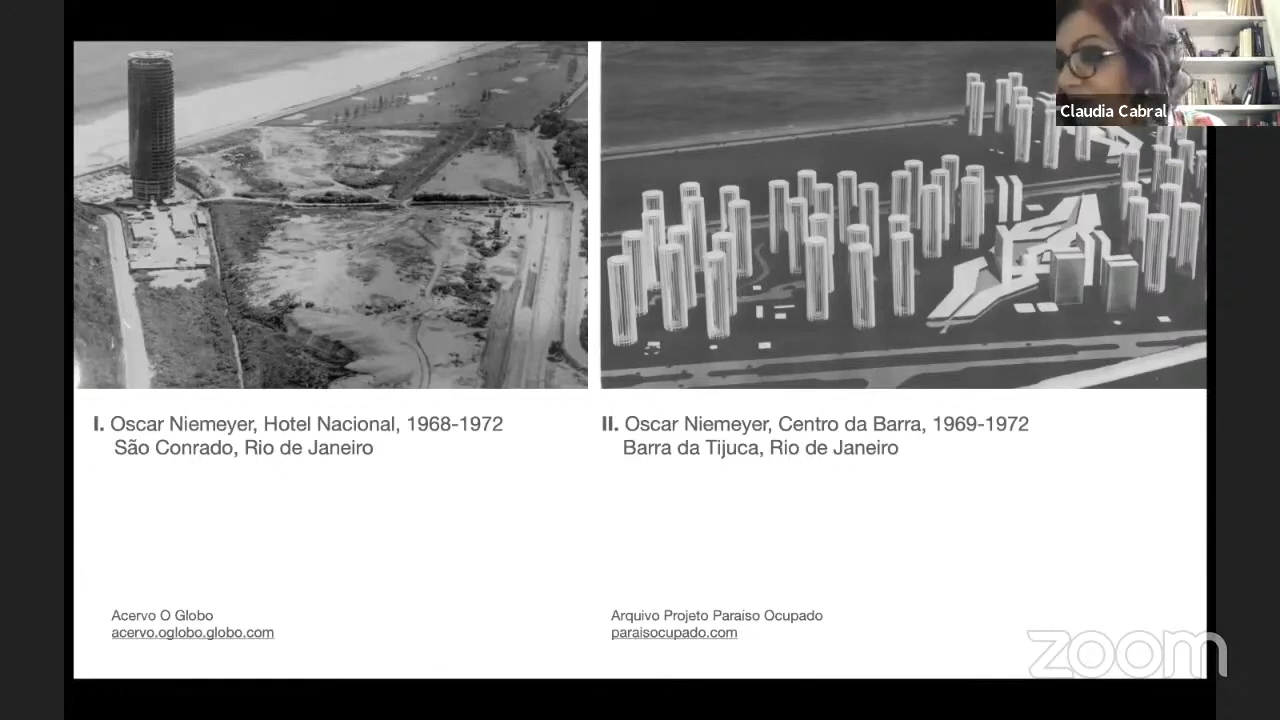 Claudia Cabral
I. Oscar Niemeyer, Hotel Nacional, 1968-1972
São Conrado, Rio de Janeiro
II. Oscar Niemeyer, Centro da Barra, 1969-1972
Barra da Tijuca, Rio de Janeiro
Acervo O Globo
acervo.oglobo.globo.com
Arquivo Projeto Paraíso Ocupado
paraisocupado.com
zoom